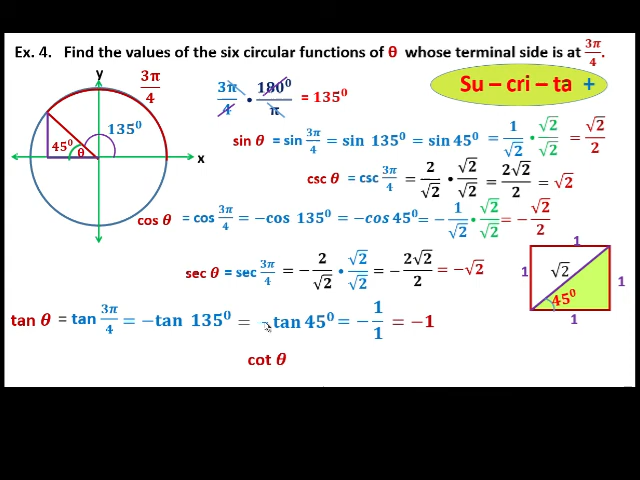 Ex. 4. Find the values of the six circular functions of θ whose terminal side is at 3π/4.
Su – cri – ta +
y
3π/4
3π/4 • 180⁰/π = 135⁰
135⁰
45⁰
θ
x
sin θ = sin 3π/4 = sin 135⁰ = sin 45⁰ = 1/√2 • √2/√2 = √2/2
csc θ = csc 3π/4 = 2/√2 • √2/√2 = 2√2/2 = √2
cos θ = cos 3π/4 = −cos 135⁰ = −cos 45⁰ = − 1/√2 • √2/√2 = − √2/2
sec θ = sec 3π/4 = − 2/√2 • √2/√2 = − 2√2/2 = −√2
1
1
√2
1
45⁰
1
tan θ = tan 3π/4 = −tan 135⁰ = −tan 45⁰ = − 1/1 = −1
cot θ